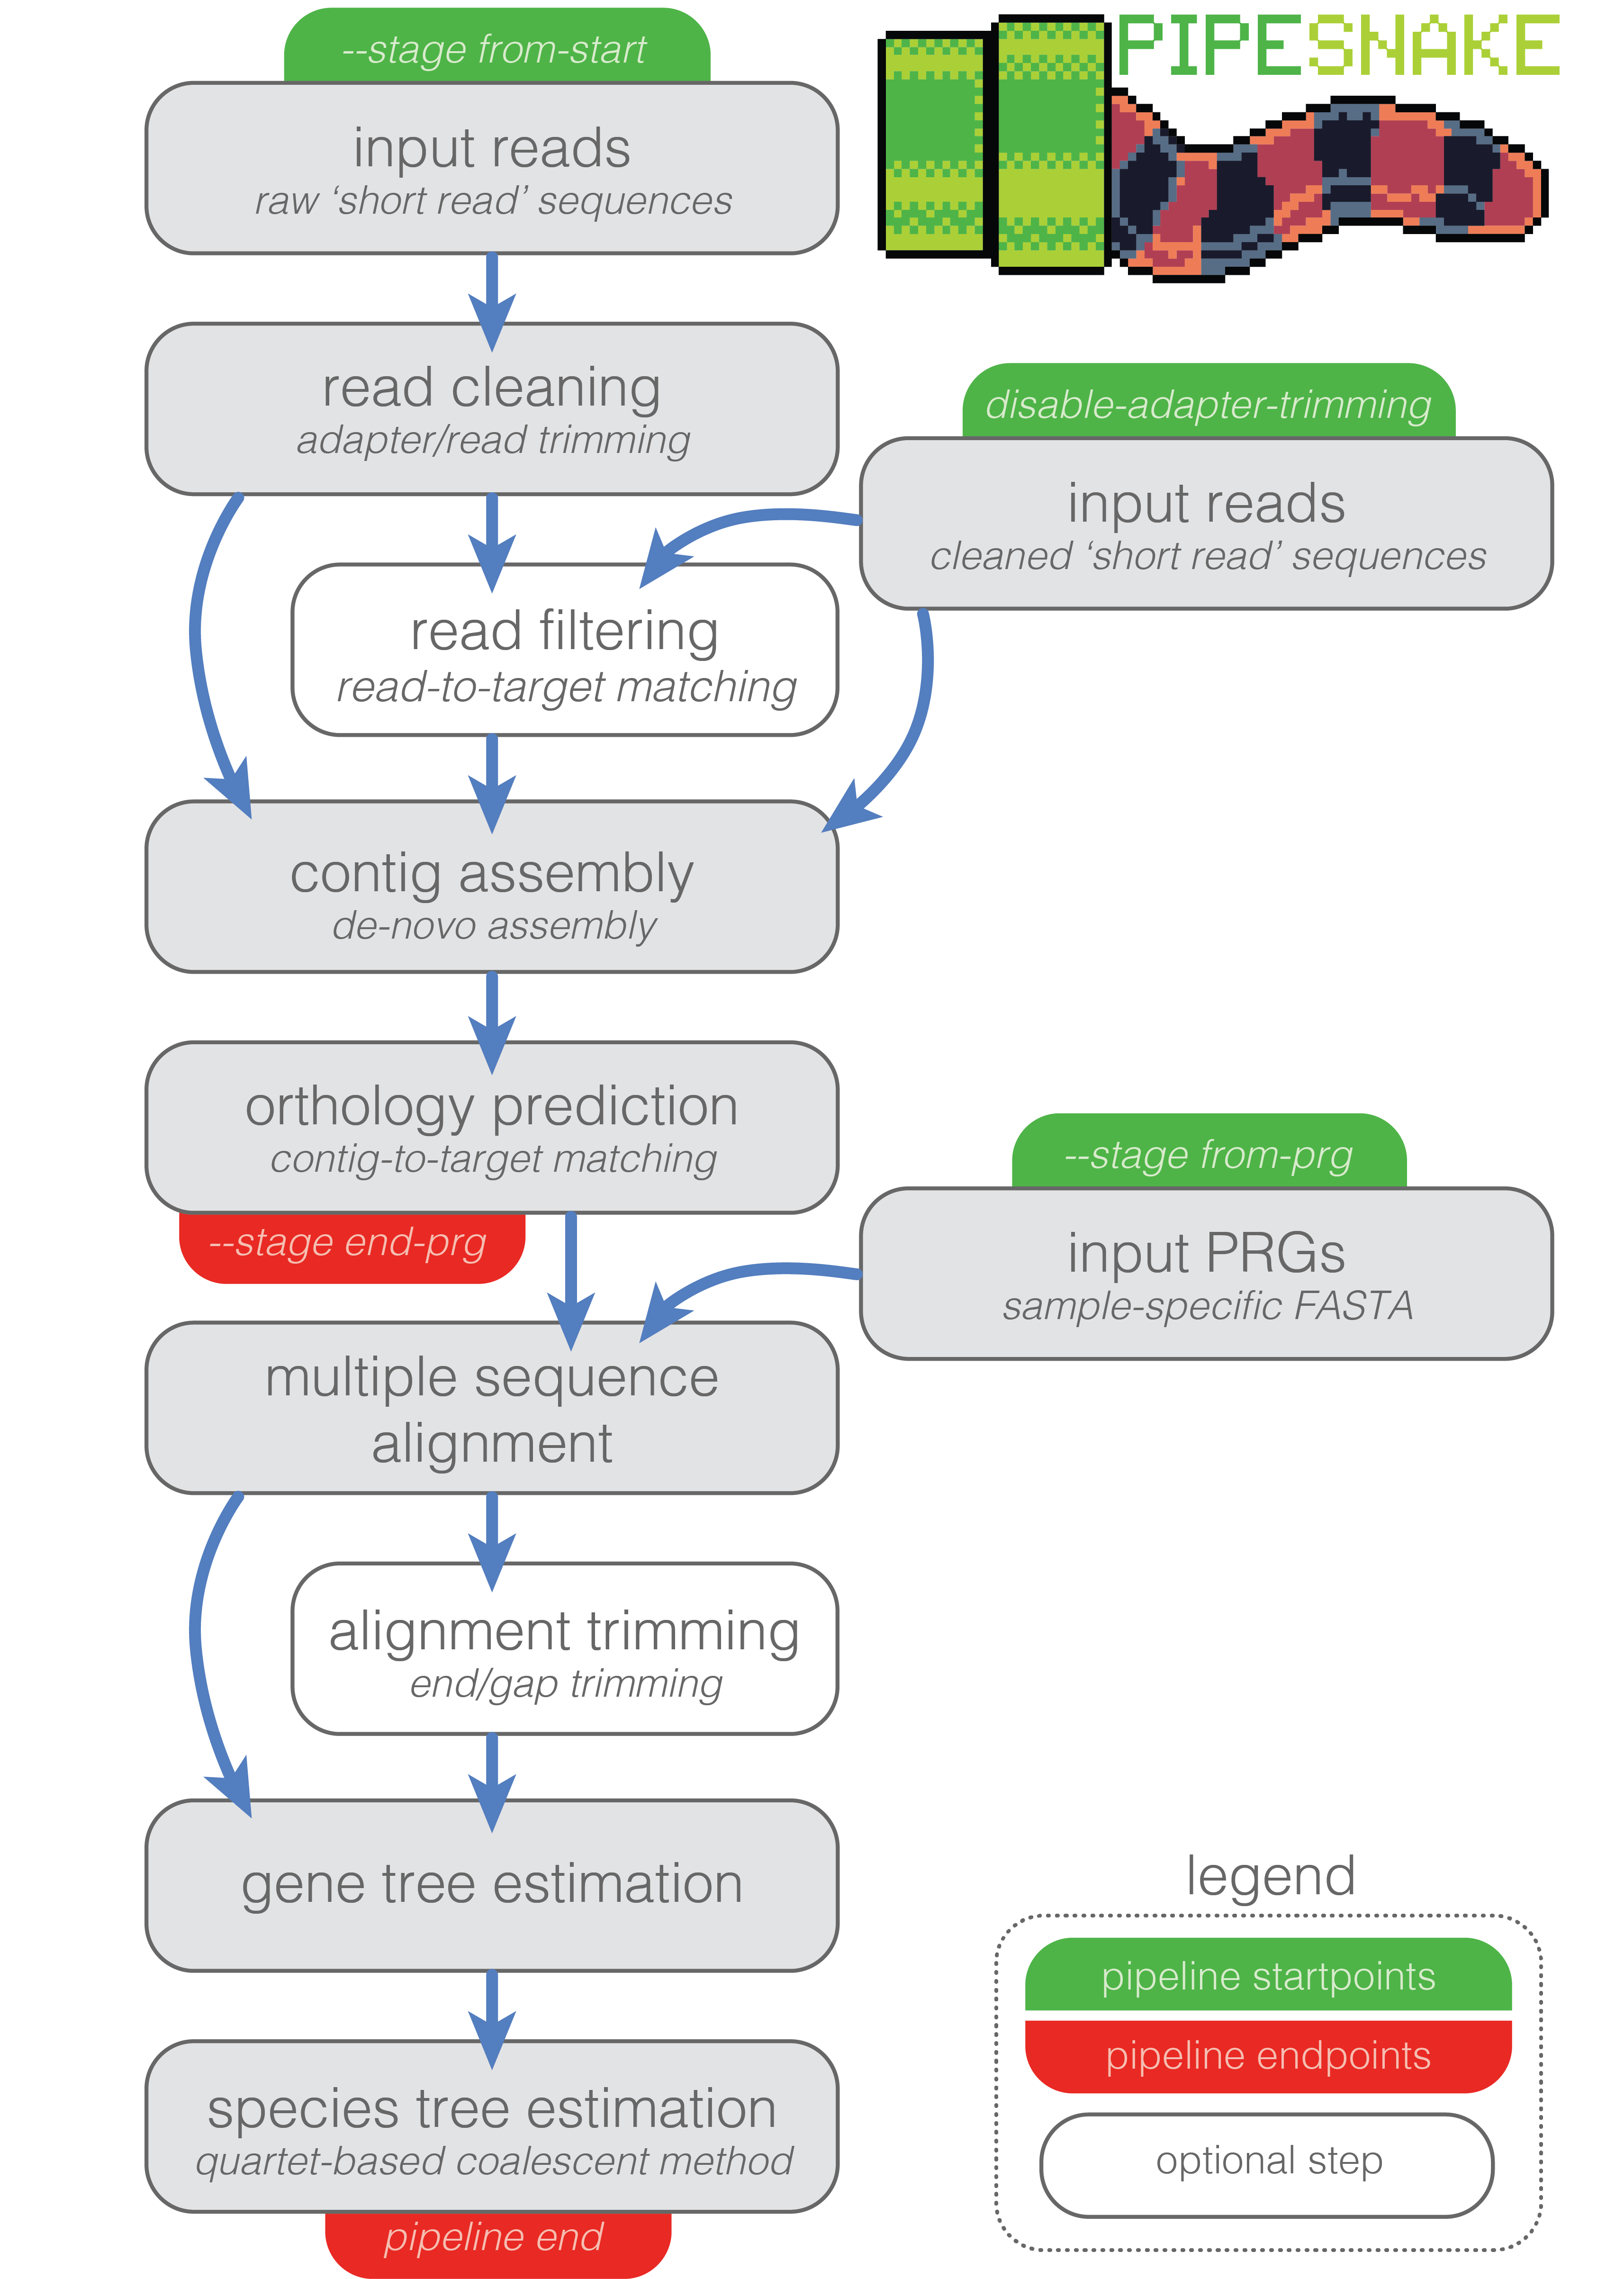 PIPESNAKE
--stage from-start
input reads
raw ‘short read’ sequences
read cleaning
adapter/read trimming
disable-adapter-trimming
input reads
cleaned ‘short read’ sequences
read filtering
read-to-target matching
contig assembly
de-novo assembly
orthology prediction
contig-to-target matching
--stage end-prg
--stage from-prg
input PRGs
sample-specific FASTA
multiple sequence
alignment
alignment trimming
end/gap trimming
gene tree estimation
species tree estimation
quartet-based coalescent method
pipeline end
legend
pipeline startpoints
pipeline endpoints
optional step